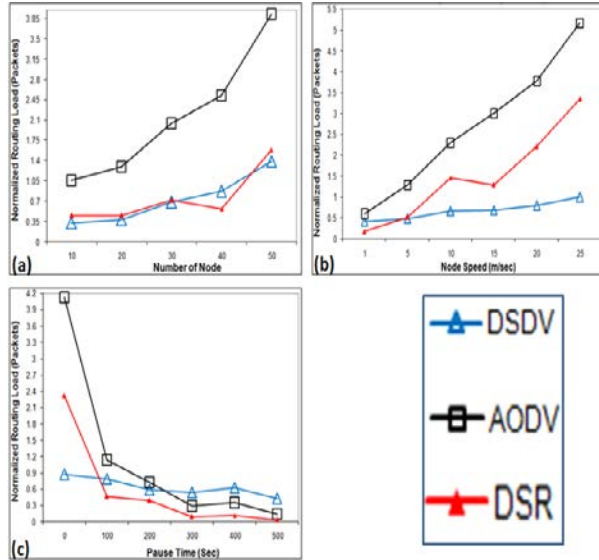 Normalized Routing Load (Packets)
3.85
3.5
3.15
2.8
2.45
2.1
1.75
1.4
1.05
0.7
0.35
0
10 20 30 40 50
Number of Node
(a)
Normalized Routing Load (Packets)
5.5
5
4.5
4
3.5
3
2.5
2
1.5
1
0.5
0
1 5 10 15 20 25
Node Speed (m/sec)
(b)
Normalized Routing Load (Packets)
4.2
3.9
3.6
3.3
3
2.7
2.4
2.1
1.8
1.5
1.2
0.9
0.6
0.3
0
0 100 200 300 400 500
Pause Time (Sec)
(c)
DSDV
AODV
DSR